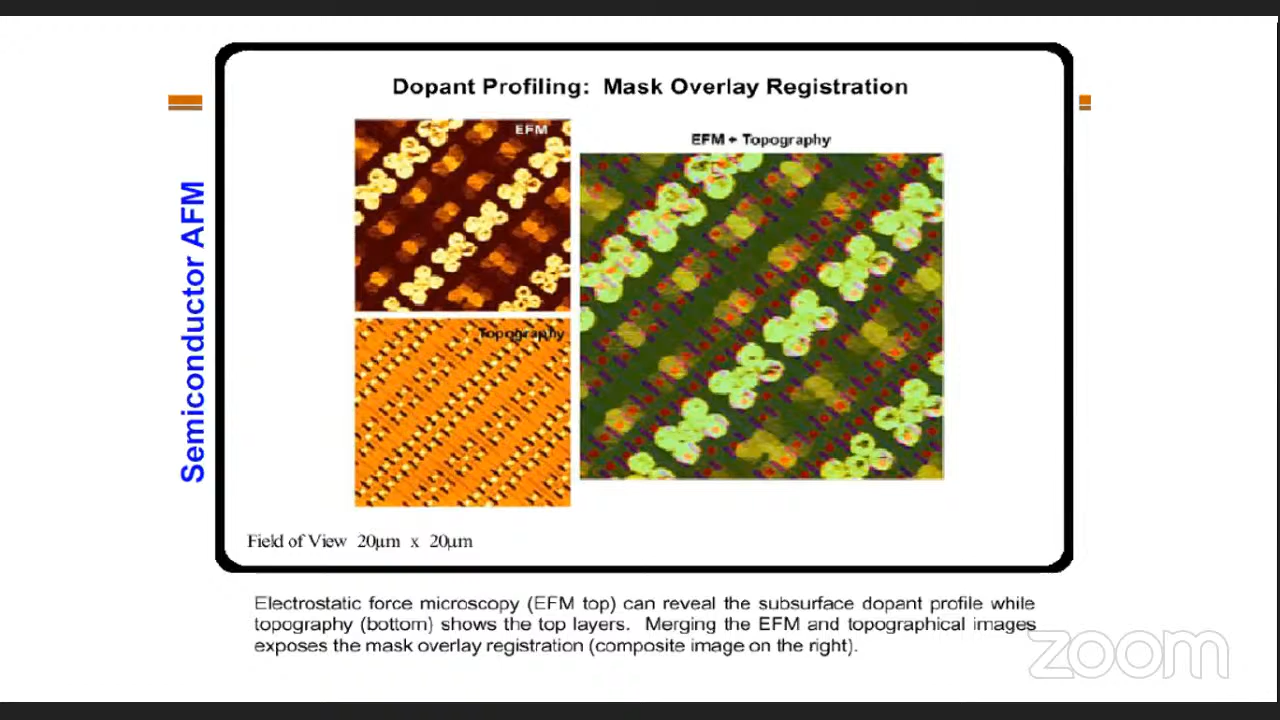 Dopant Profiling: Mask Overlay Registration
EFM
EFM + Topography
Semiconductor AFM
Topography
Field of View 20µm x 20µm
Electrostatic force microscopy (EFM top) can reveal the subsurface dopant profile while
topography (bottom) shows the top layers. Merging the EFM and topographical images
exposes the mask overlay registration (composite image on the right).
zoom